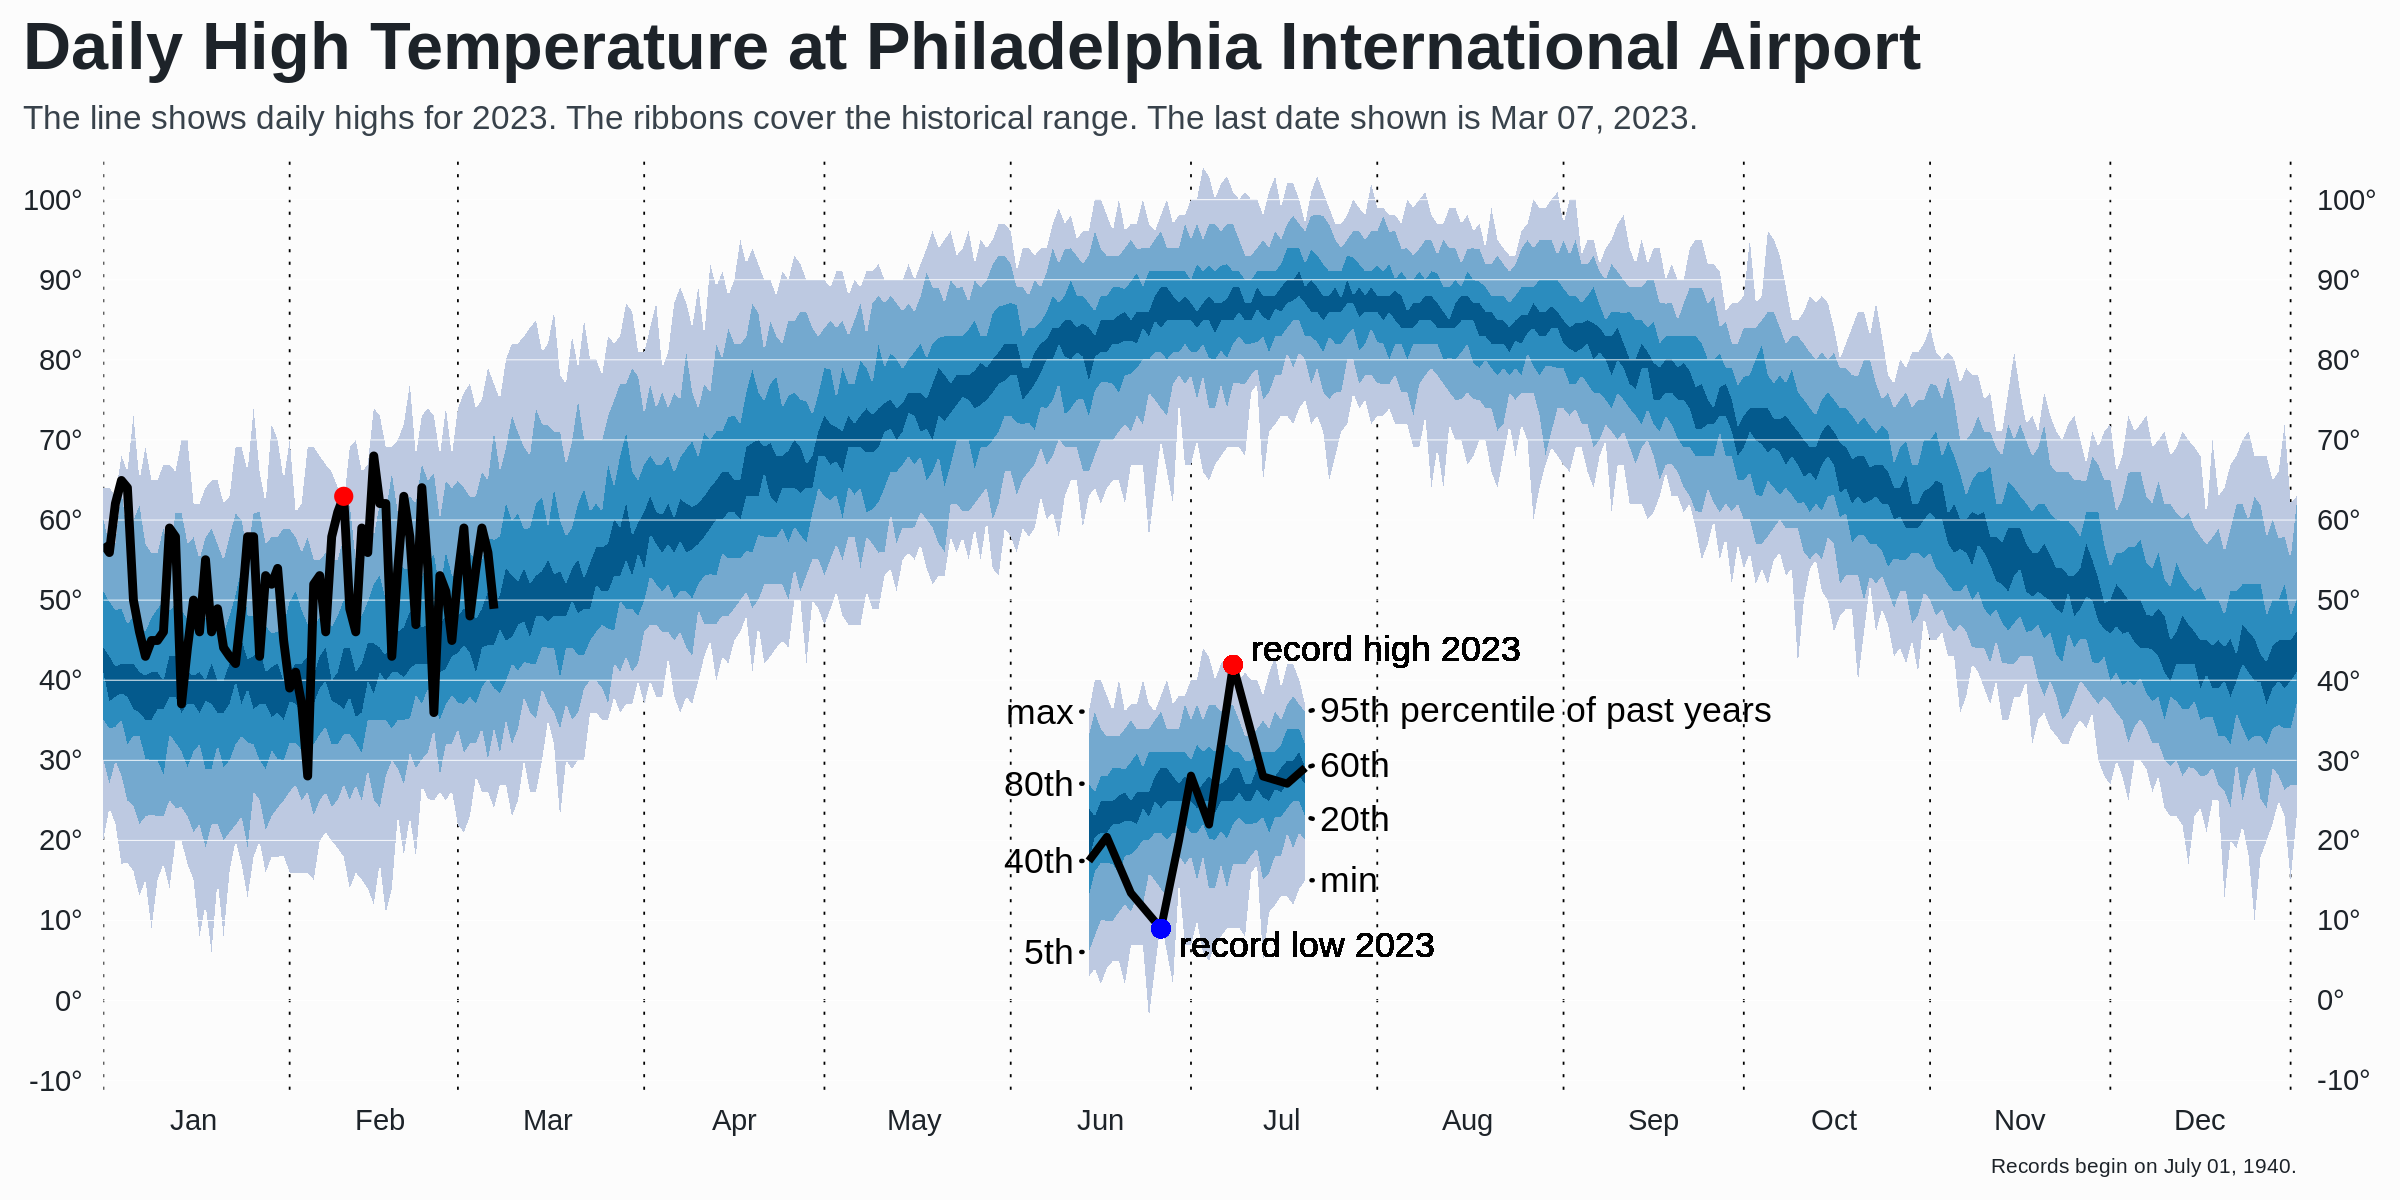 Daily High Temperature at Philadelphia International Airport
The line shows daily highs for 2023. The ribbons cover the historical range. The last date shown is Mar 07, 2023.
100° 100°
90° 90°
80° 80°
70° 70°
60° 60°
50° 50°
record high 2023
40° 40°
max 95th percentile of past years
30° 60th 30°
80th
20th
20° 20°
40th
min
10° 10°
5th record low 2023
0° 0°
-10° -10°
Jan Feb Mar Apr May Jun Jul Aug Sep Oct Nov Dec
Records begin on July 01, 1940.